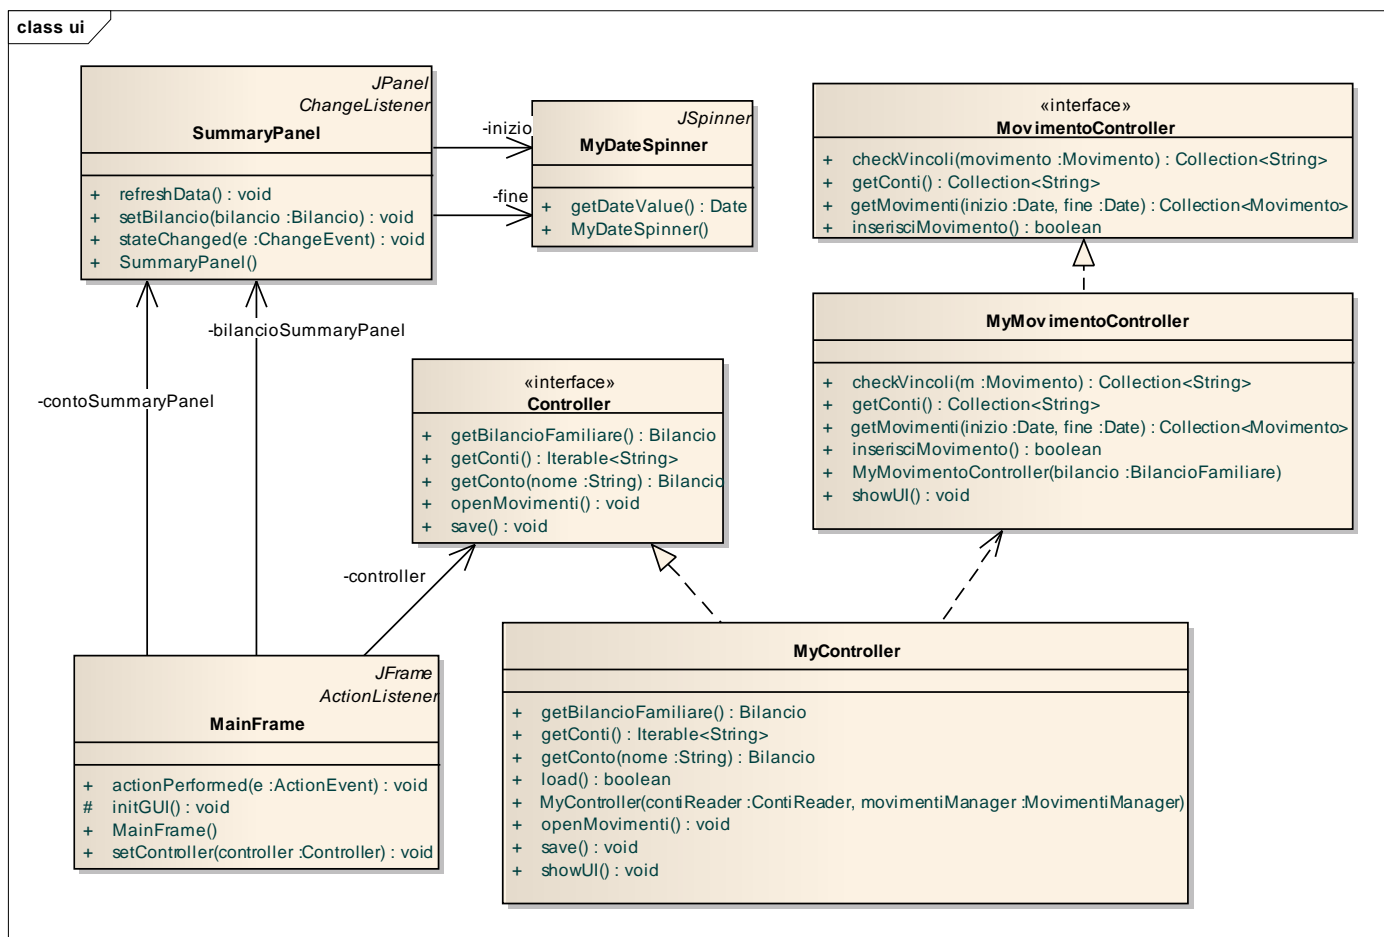 class ui
JPanel
ChangeListener
SummaryPanel
+ refreshData() : void
+ setBilancio(bilancio :Bilancio) : void
+ stateChanged(e :ChangeEvent) : void
+ SummaryPanel()
-inizio
-fine
JSpinner
MyDateSpinner
+ getDateValue() : Date
+ MyDateSpinner()
«interface»
MovimentoController
+ checkVincoli(movimento :Movimento) : Collection<String>
+ getConti() : Collection<String>
+ getMovimenti(inizio :Date, fine :Date) : Collection<Movimento>
+ inserisciMovimento() : boolean
MyMovimentoController
+ checkVincoli(m :Movimento) : Collection<String>
+ getConti() : Collection<String>
+ getMovimenti(inizio :Date, fine :Date) : Collection<Movimento>
+ inserisciMovimento() : boolean
+ MyMovimentoController(bilancio :BilancioFamiliare)
+ showUI() : void
-bilancioSummaryPanel
-contoSummaryPanel
«interface»
Controller
+ getBilancioFamiliare() : Bilancio
+ getConti() : Iterable<String>
+ getConto(nome :String) : Bilancio
+ openMovimenti() : void
+ save() : void
-controller
JFrame
ActionListener
MainFrame
+ actionPerformed(e :ActionEvent) : void
# initGUI() : void
+ MainFrame()
+ setController(controller :Controller) : void
MyController
+ getBilancioFamiliare() : Bilancio
+ getConti() : Iterable<String>
+ getConto(nome :String) : Bilancio
+ load() : boolean
+ MyController(contiReader :ContiReader, movimentiManager :MovimentiManager)
+ openMovimenti() : void
+ save() : void
+ showUI() : void